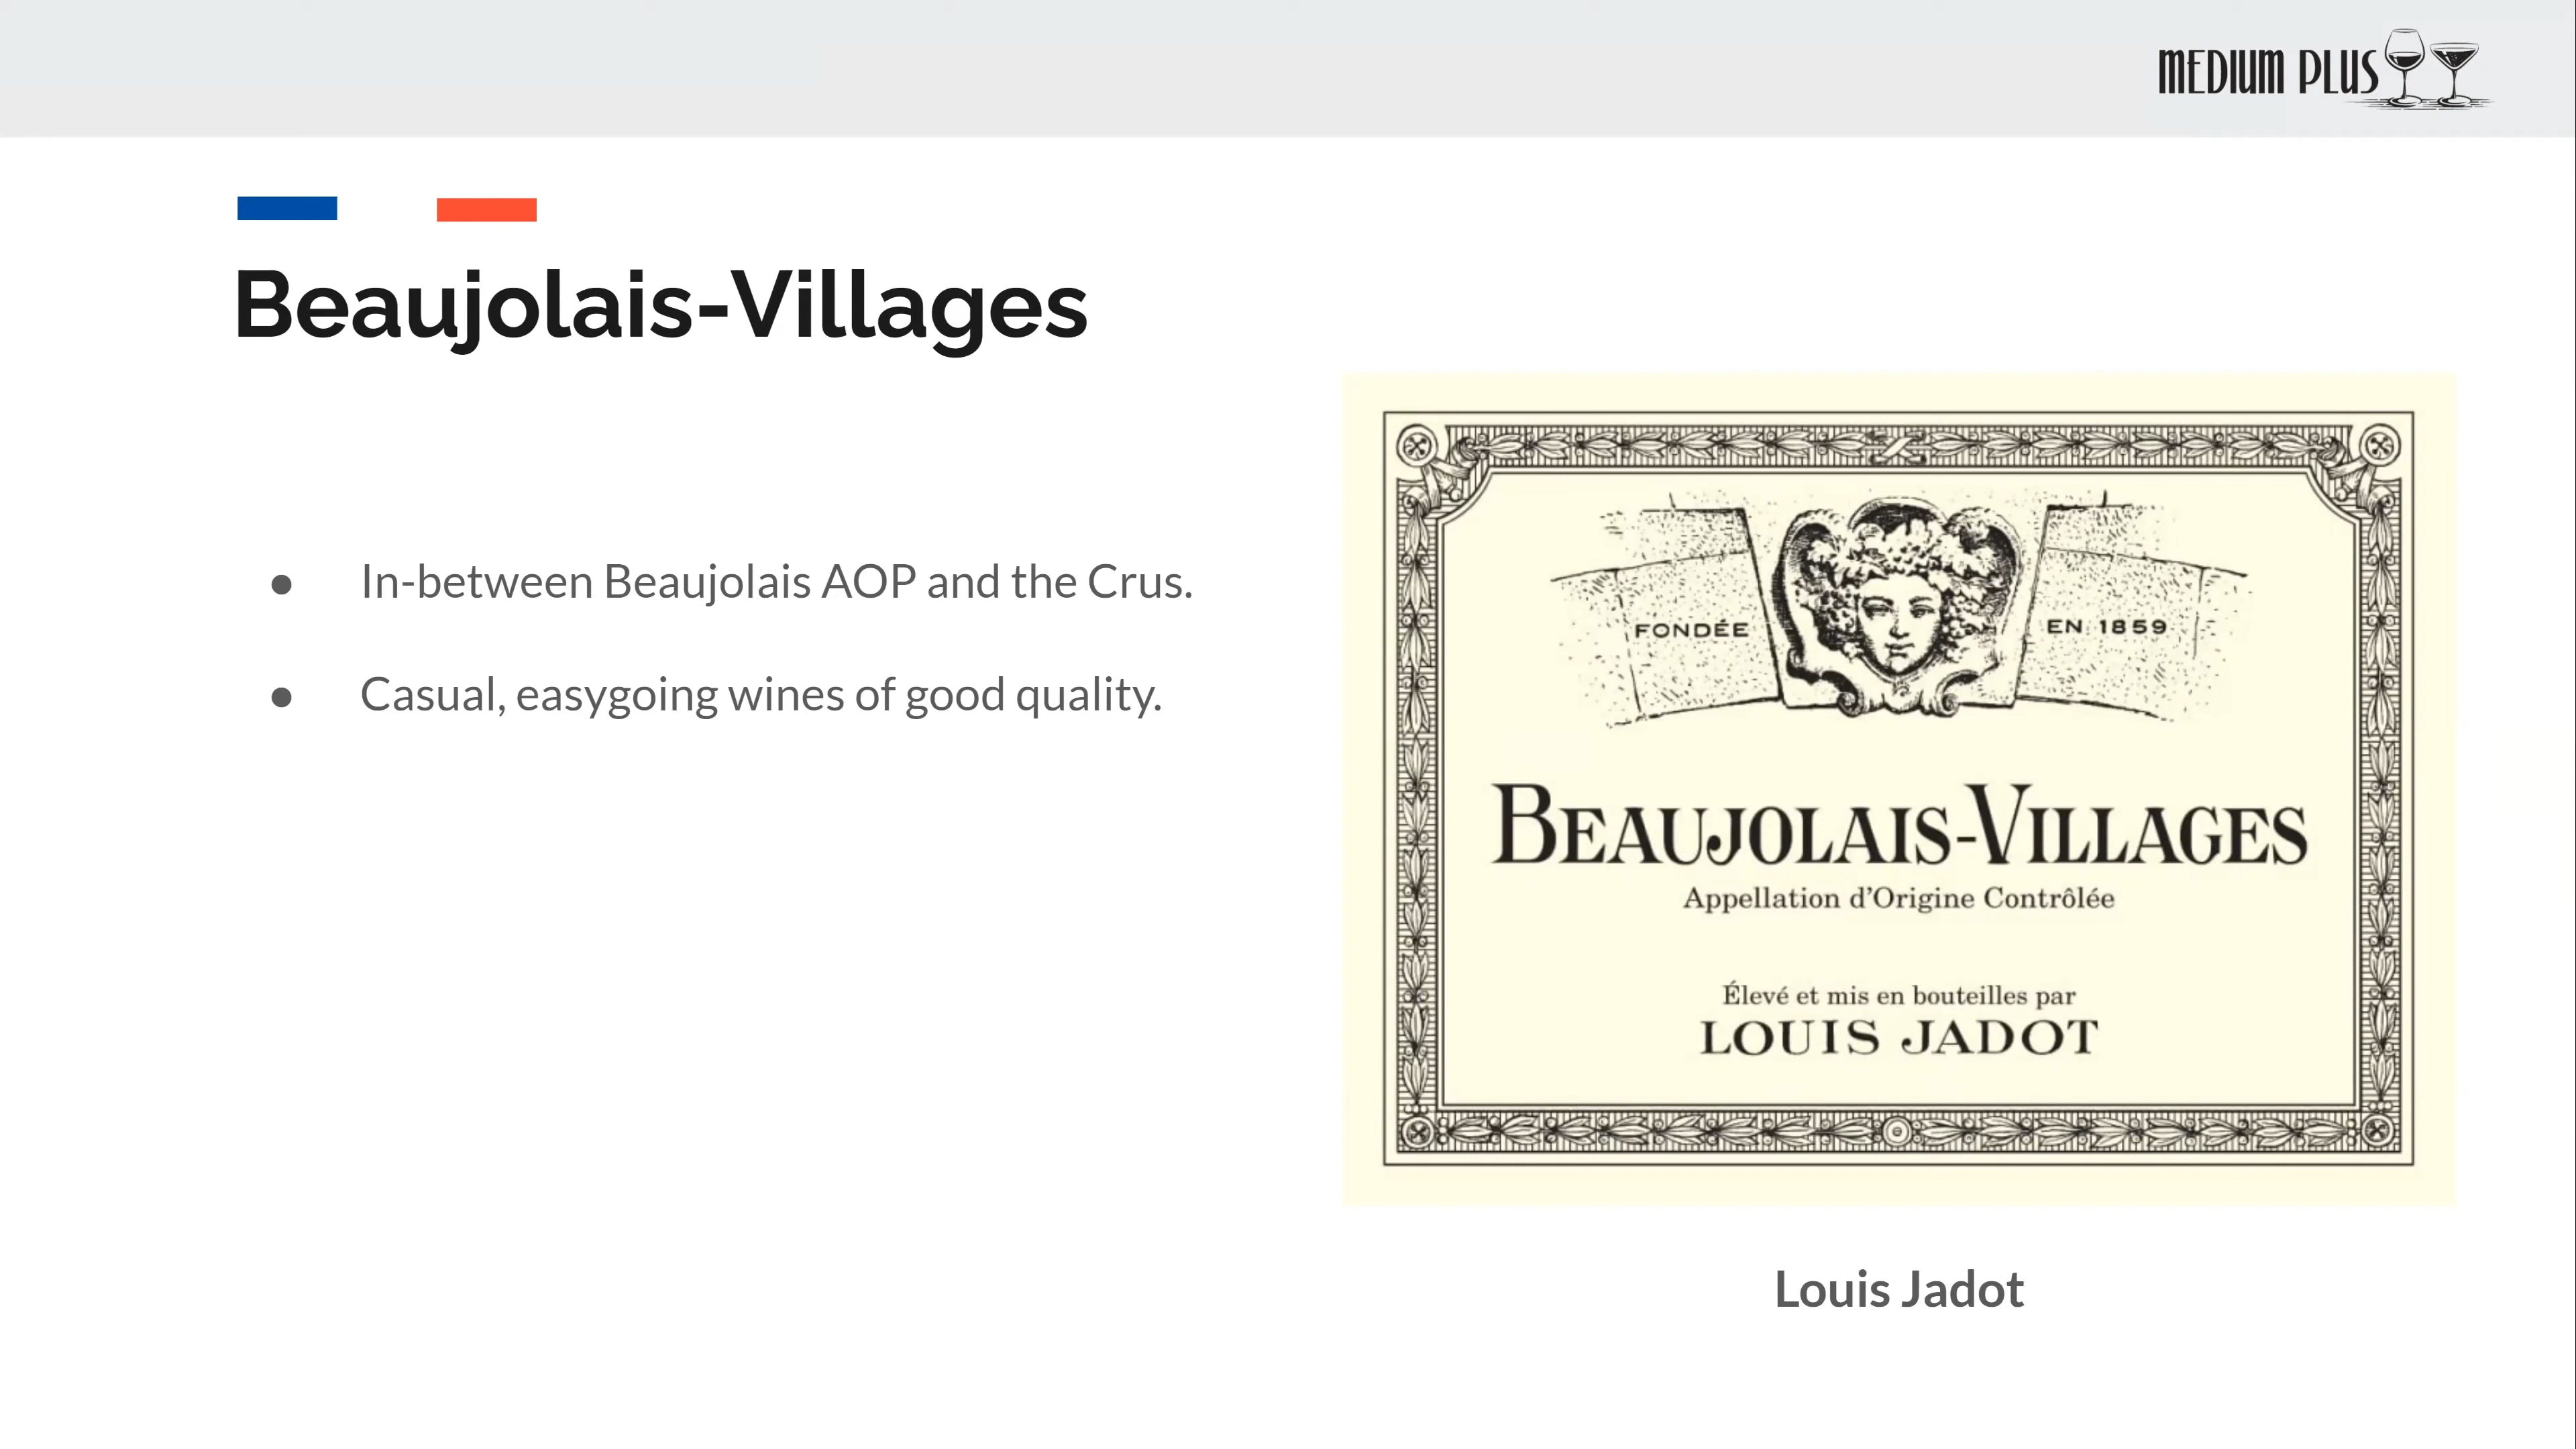 MEDIUM PLUS
Beaujolais-Villages
● In-between Beaujolais AOP and the Crus.
● Casual, easygoing wines of good quality.
FONDÉE EN 1859
BEAUJOLAIS-VILLAGES
Appellation d'Origine Contrôlée
Élevé et mis en bouteilles par
LOUIS JADOT
Louis Jadot